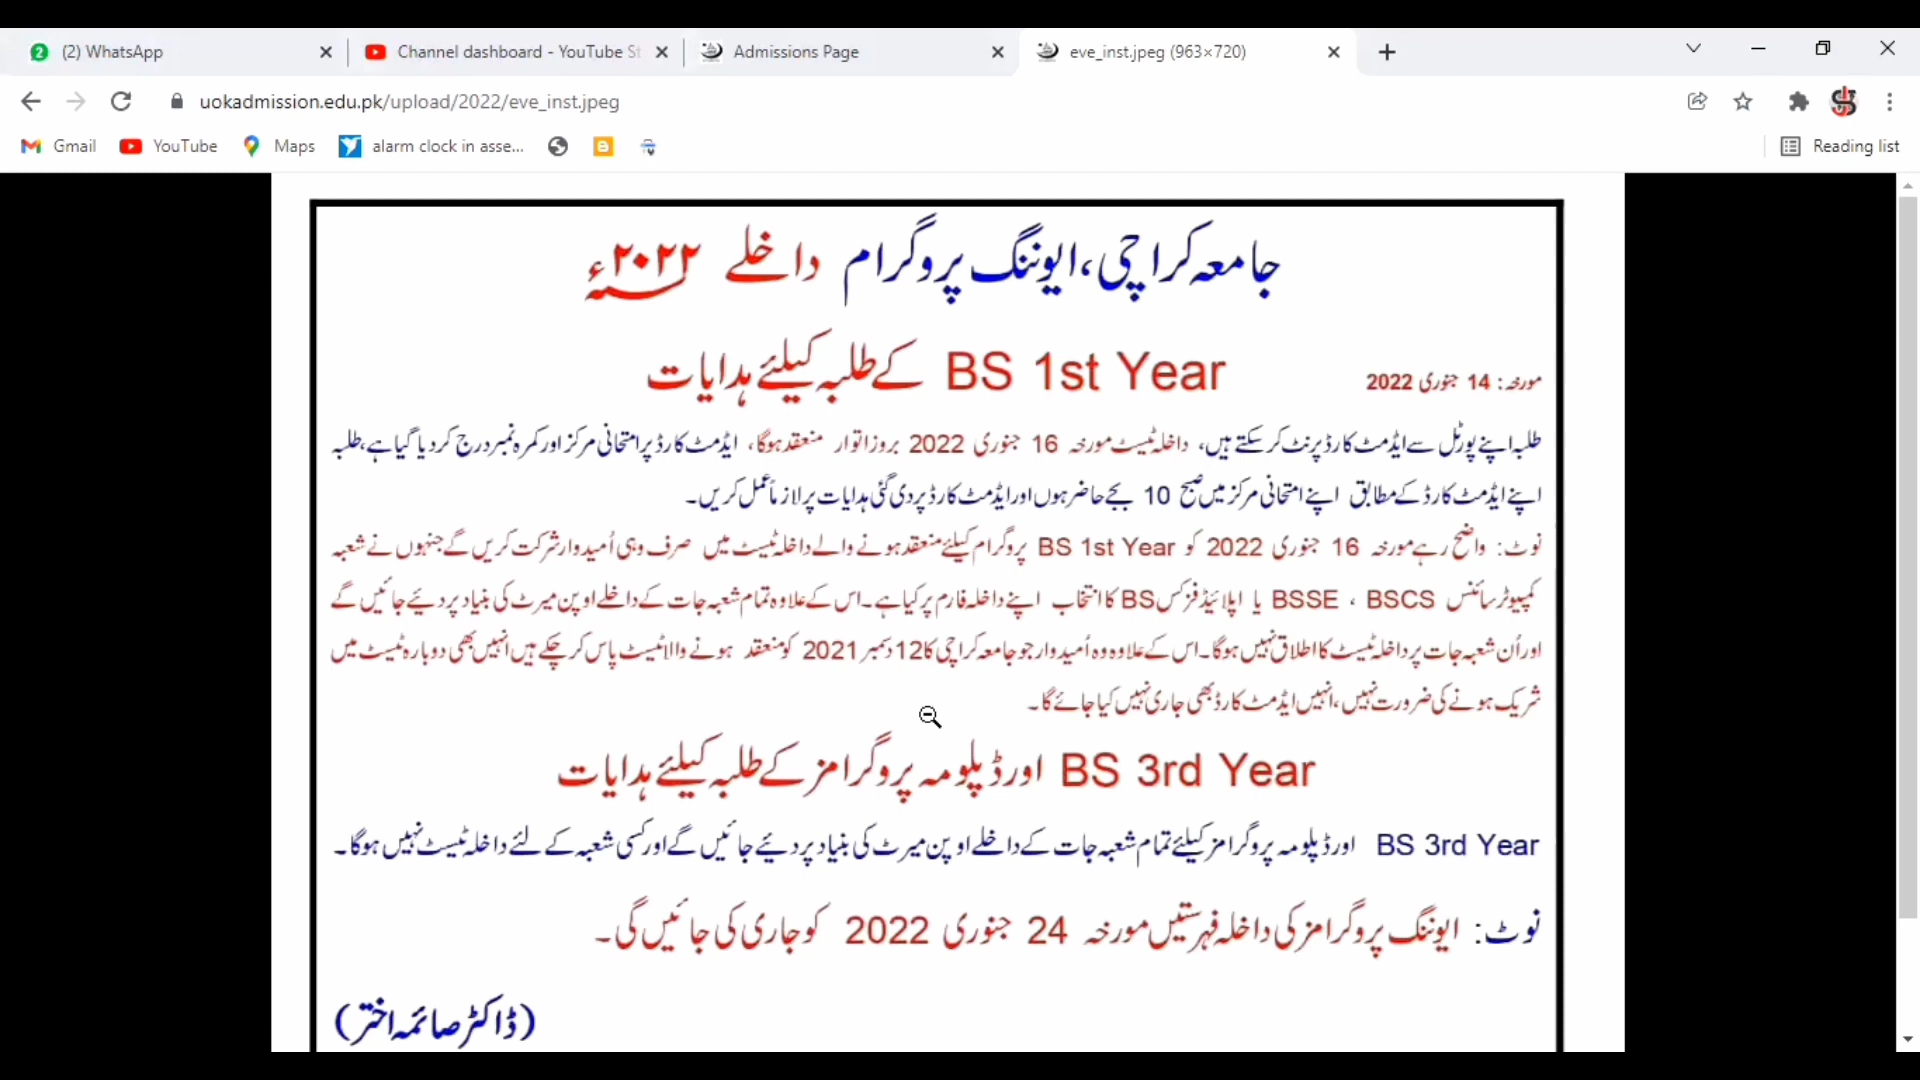 (2) WhatsApp
Channel dashboard - YouTube St
Admissions Page
eve_inst.jpeg (963×720)
uokadmission.edu.pk/upload/2022/eve_inst.jpeg
Gmail
YouTube
Maps
alarm clock in asse...
Reading list
جامعہ کراچی، ایوننگ پروگرام داخلے ۲۰۲۲ء
BS 1st Year کے طلبہ کیلئے ہدایات
مورخہ: 14 جنوری 2022
طلبہ اپنے پورٹل سے ایڈمٹ کارڈ پرنٹ کرسکتے ہیں، داخلہ ٹیسٹ مورخہ 16 جنوری 2022 بروز اتوار منعقد ہوگا، ایڈمٹ کارڈ پر امتحانی مرکز اور کمرہ نمبر درج کردیا گیا ہے، طلبہ
اپنے ایڈمٹ کارڈ کے مطابق اپنے امتحانی مرکز میں صبح 10 بجے حاضر ہوں اور ایڈمٹ کارڈ پر دی گئی ہدایات پر لازماً عمل کریں۔
نوٹ: واضح رہے مورخہ 16 جنوری 2022 کو BS 1st Year پروگرام کیلئے منعقد ہونے والے داخلہ ٹیسٹ میں صرف وہی اُمیدوار شرکت کریں گے جنہوں نے شعبہ
کمپیوٹر سائنس BSCS ، BSSE یا اپلائیڈ فزکس BS کا انتخاب اپنے داخلہ فارم پر کیا ہے۔ اس کے علاوہ تمام شعبہ جات کے داخلے اوپن میرٹ کی بنیاد پر دیئے جائیں گے
اور اُن شعبہ جات پر داخلہ ٹیسٹ کا اطلاق نہیں ہوگا۔ اس کے علاوہ وہ اُمیدوار جو جامعہ کراچی کا 12 دسمبر 2021 کو منعقد ہونے والا ٹیسٹ پاس کرچکے ہیں انہیں بھی دوبارہ ٹیسٹ میں
شریک ہونے کی ضرورت نہیں، انہیں ایڈمٹ کارڈ بھی جاری نہیں کیا جائے گا۔
BS 3rd Year اور ڈپلومہ پروگرامز کے طلبہ کیلئے ہدایات
BS 3rd Year اور ڈپلومہ پروگرامز کیلئے تمام شعبہ جات کے داخلے اوپن میرٹ کی بنیاد پر دیئے جائیں گے اور کسی شعبہ کے لئے داخلہ ٹیسٹ نہیں ہوگا۔
نوٹ: ایوننگ پروگرامز کی داخلہ فہرستیں مورخہ 24 جنوری 2022 کو جاری کی جائیں گی۔
(ڈاکٹر صائمہ اختر)